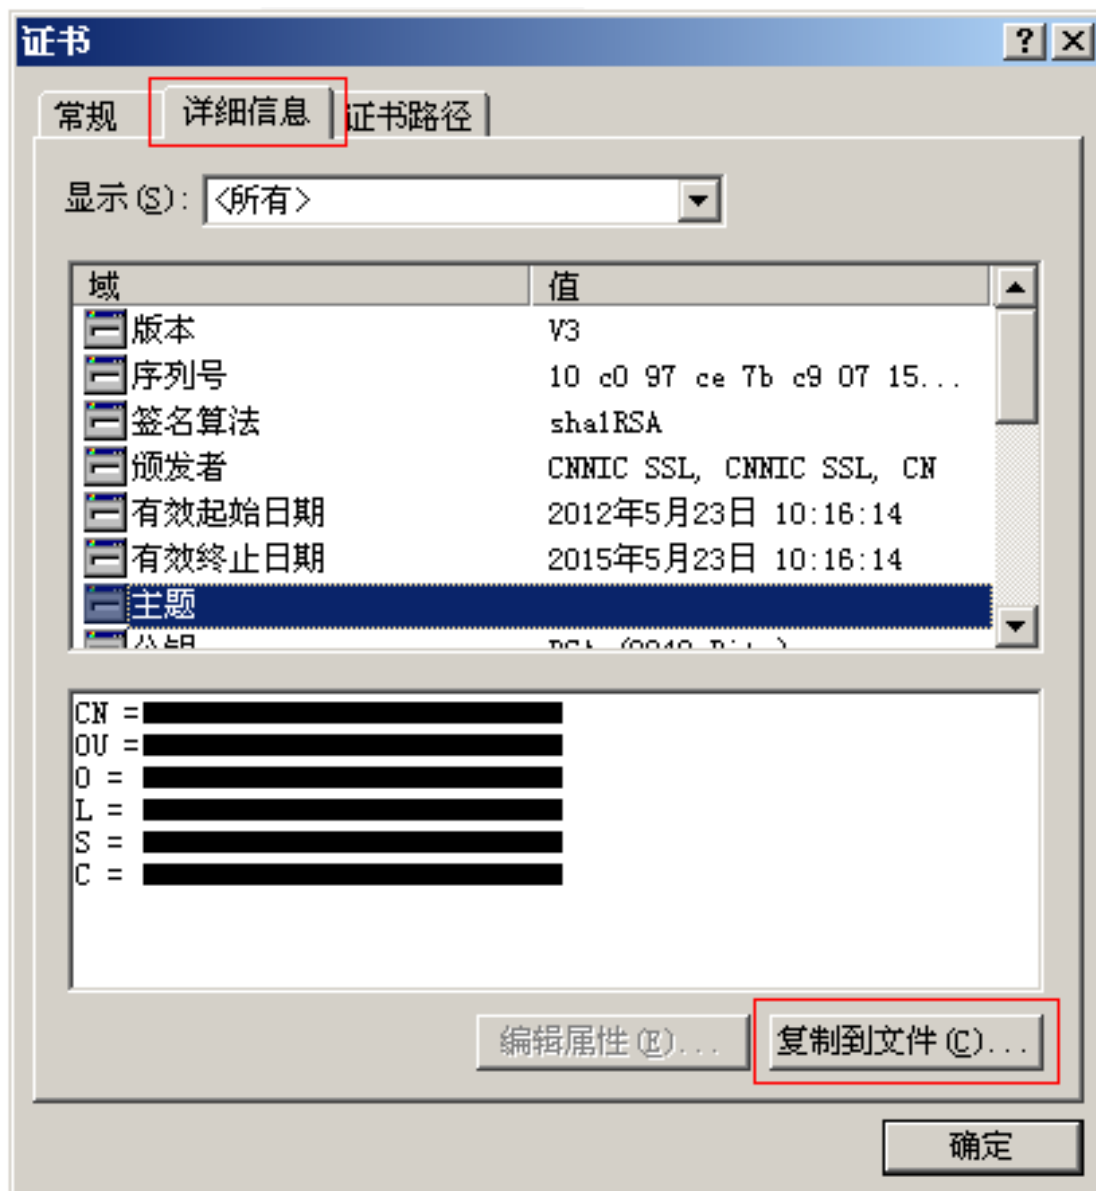 证书
常规 详细信息 证书路径
显示(S): <所有>
域 值
版本 V3
序列号 10 c0 97 ce 7b c9 07 15...
签名算法 sha1RSA
颁发者 CNNIC SSL, CNNIC SSL, CN
有效起始日期 2012年5月23日 10:16:14
有效终止日期 2015年5月23日 10:16:14
主题
公钥 RSA (2048 Bits)
CN =
OU =
O =
L =
S =
C =
编辑属性(E)... 复制到文件(C)...
确定